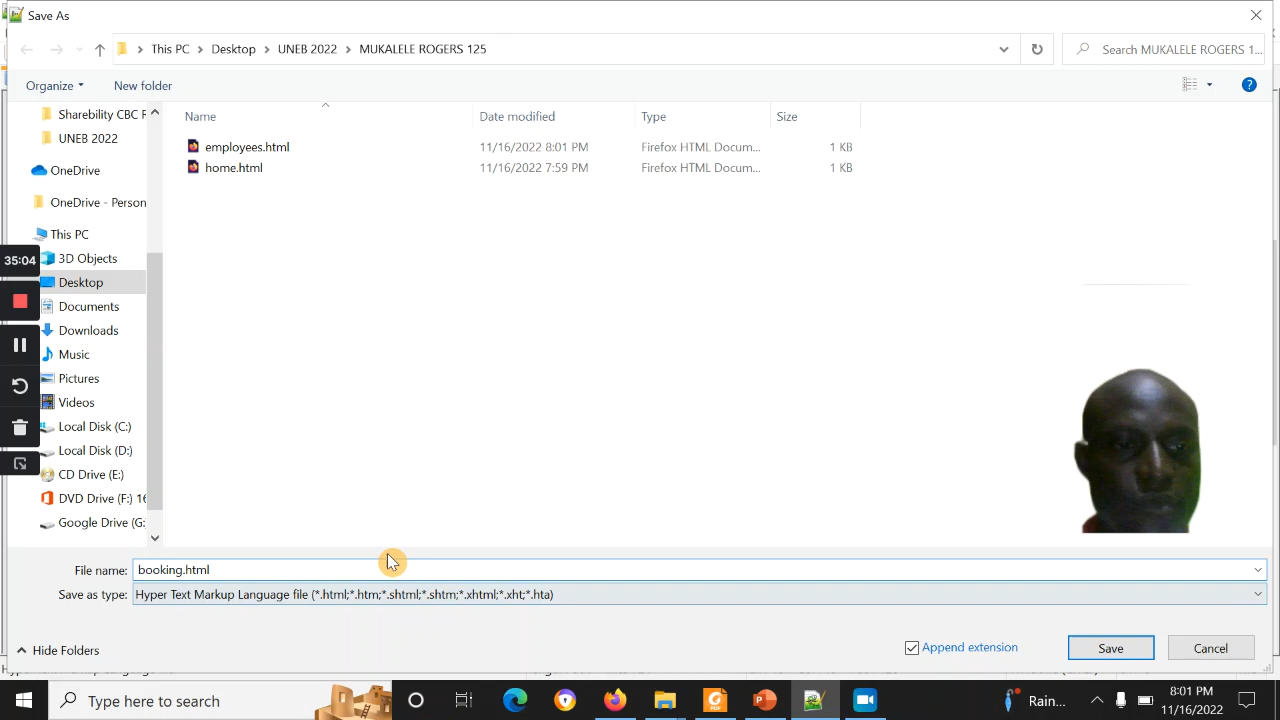 Save As
This PC > Desktop > UNEB 2022 > MUKALELE ROGERS 125
Search MUKALELE ROGERS 1...
Organize
New folder
Sharebility CBC F
UNEB 2022
OneDrive
OneDrive - Person
This PC
3D Objects
Desktop
Documents
Downloads
Music
Pictures
Videos
Local Disk (C:)
Local Disk (D:)
CD Drive (E:)
DVD Drive (F:) 16
Google Drive (G:
35:04
Name Date modified Type Size
employees.html 11/16/2022 8:01 PM Firefox HTML Docum... 1 KB
home.html 11/16/2022 7:59 PM Firefox HTML Docum... 1 KB
File name: booking.html
Save as type: Hyper Text Markup Language file (*.html;*.htm;*.shtml;*.shtm;*.xhtml;*.xht;*.hta)
Hide Folders
Append extension
Save
Cancel
Type here to search
Rain...
8:01 PM
11/16/2022